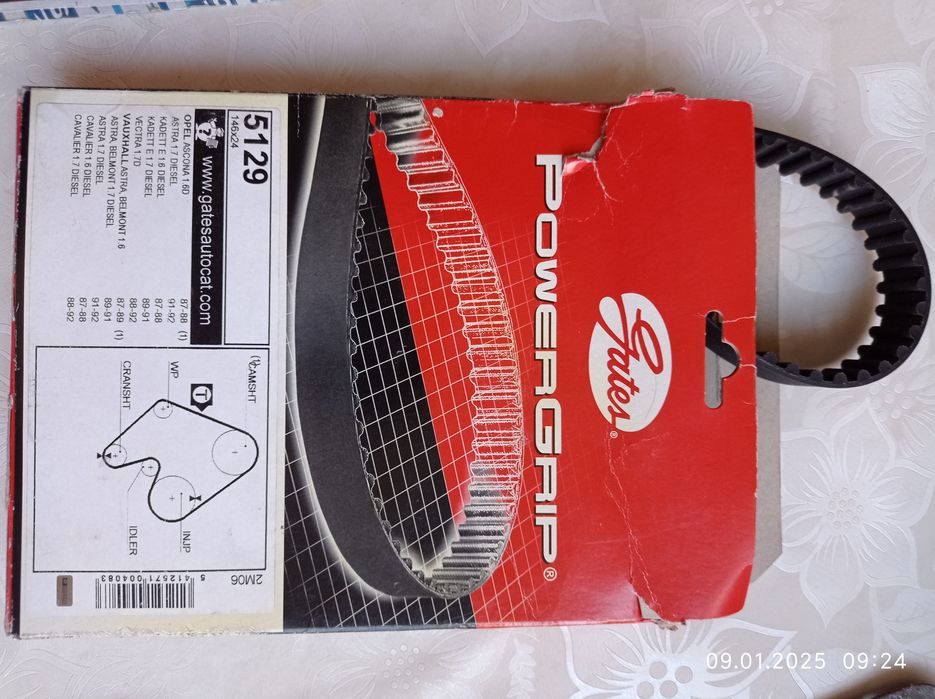 Gates®
POWERGRIP®
5129
146x24
www.gatesautocat.com
OPEL ASCONA 1.6D 87-88 (1)
ASTRA 1.7 DIESEL 91-92
KADETT E 1.6 DIESEL 87-88
KADETT E 1.7 DIESEL 89-91
VECTRA 1.7D 88-92
VAUXHALL ASTRA, BELMONT 1.6 87-89 (1)
ASTRA, BELMONT 1.7 DIESEL 89-91
ASTRA 1.7 DIESEL 91-92
CAVALIER 1.6 DIESEL 87-88
CAVALIER 1.7 DIESEL 88-92
(1)
CAMSHT
T
WP
INJP
CRANSHT
IDLER
2M06
5 412571 004083
09.01.2025 09:24